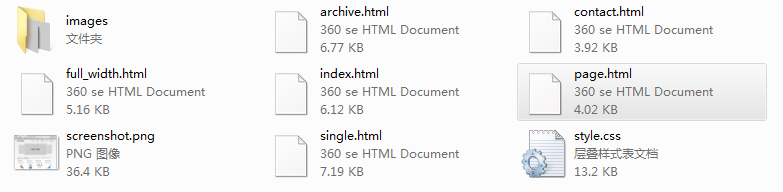 images
文件夹
archive.html
360 se HTML Document
6.77 KB
contact.html
360 se HTML Document
3.92 KB
full_width.html
360 se HTML Document
5.16 KB
index.html
360 se HTML Document
6.12 KB
page.html
360 se HTML Document
4.02 KB
screenshot.png
PNG 图像
36.4 KB
single.html
360 se HTML Document
7.19 KB
style.css
层叠样式表文档
13.2 KB